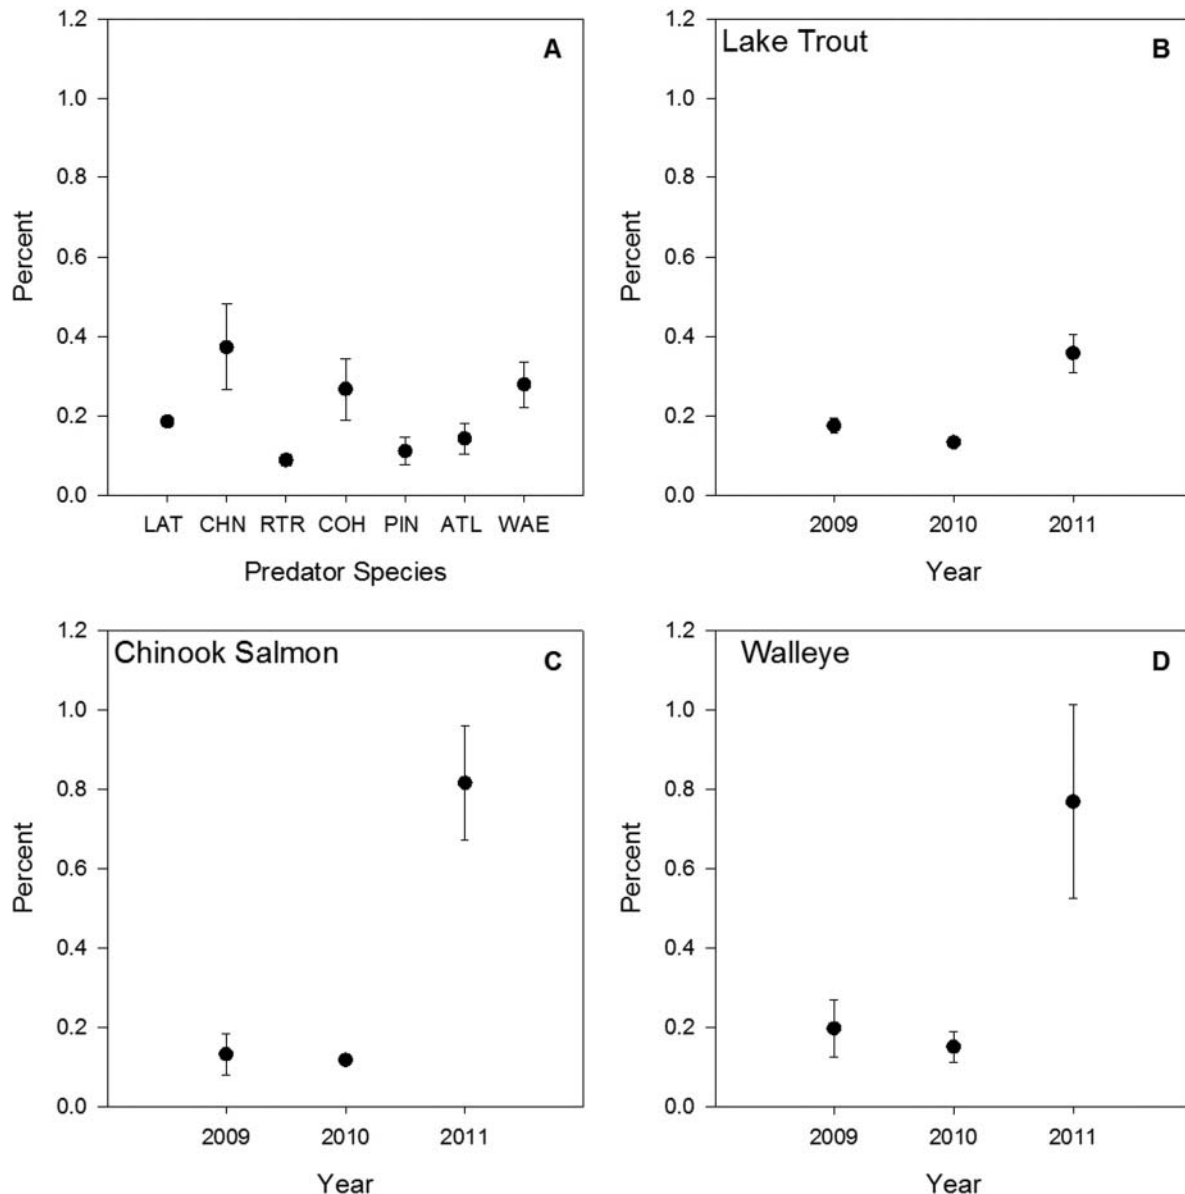 A
1.2
1.0
0.8
0.6
0.4
0.2
0.0
Percent
LAT CHN RTR COH PIN ATL WAE
Predator Species
Lake Trout B
1.2
1.0
0.8
0.6
0.4
0.2
0.0
Percent
2009 2010 2011
Year
Chinook Salmon C
1.2
1.0
0.8
0.6
0.4
0.2
0.0
Percent
2009 2010 2011
Year
Walleye D
1.2
1.0
0.8
0.6
0.4
0.2
0.0
Percent
2009 2010 2011
Year